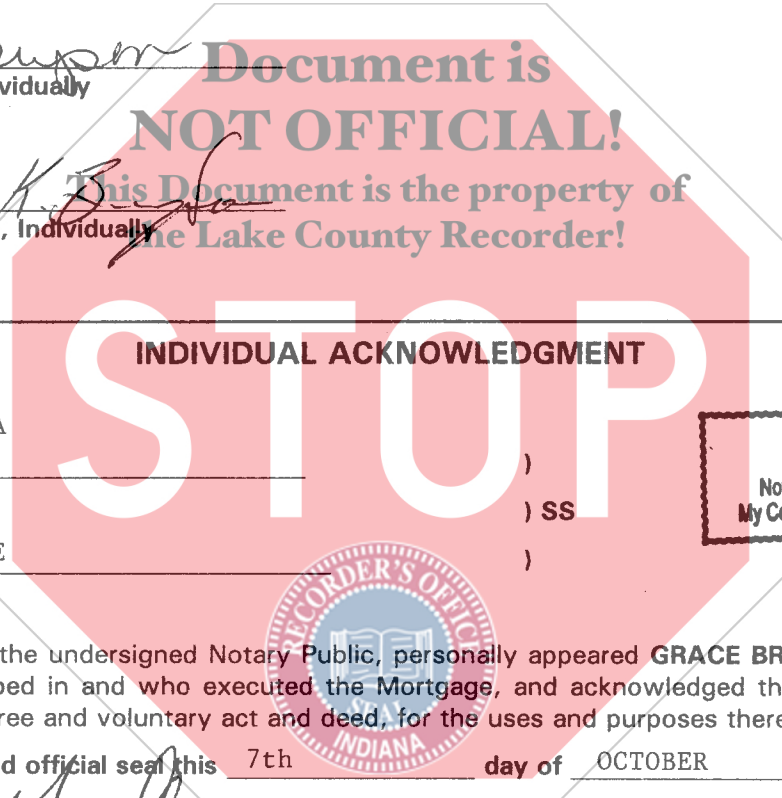 vidually
Document is
NOT OFFICIAL!
This Document is the property of
the Lake County Recorder!
K.
, Individually
STOP
INDIVIDUAL ACKNOWLEDGMENT
A
)
) SS
)
No
My Co
E
RECORDER'S OFFICE
SEAL
INDIANA
the undersigned Notary Public, personally appeared GRACE BR
bed in and who executed the Mortgage, and acknowledged th
ree and voluntary act and deed, for the uses and purposes there
d official seal this 7th day of OCTOBER